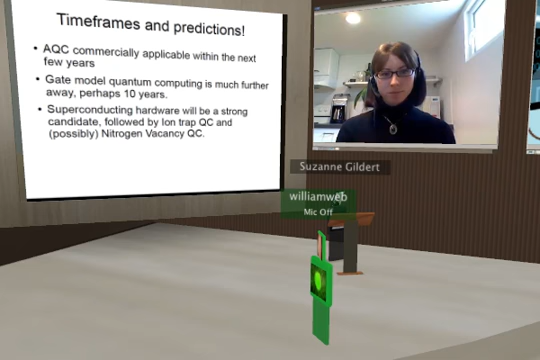 Timeframes and predictions!
• AQC commercially applicable within the next
few years
• Gate model quantum computing is much further
away, perhaps 10 years.
• Superconducting hardware will be a strong
candidate, followed by Ion trap QC and
(possibly) Nitrogen Vacancy QC.
Suzanne Gildert
williamweb
Mic Off